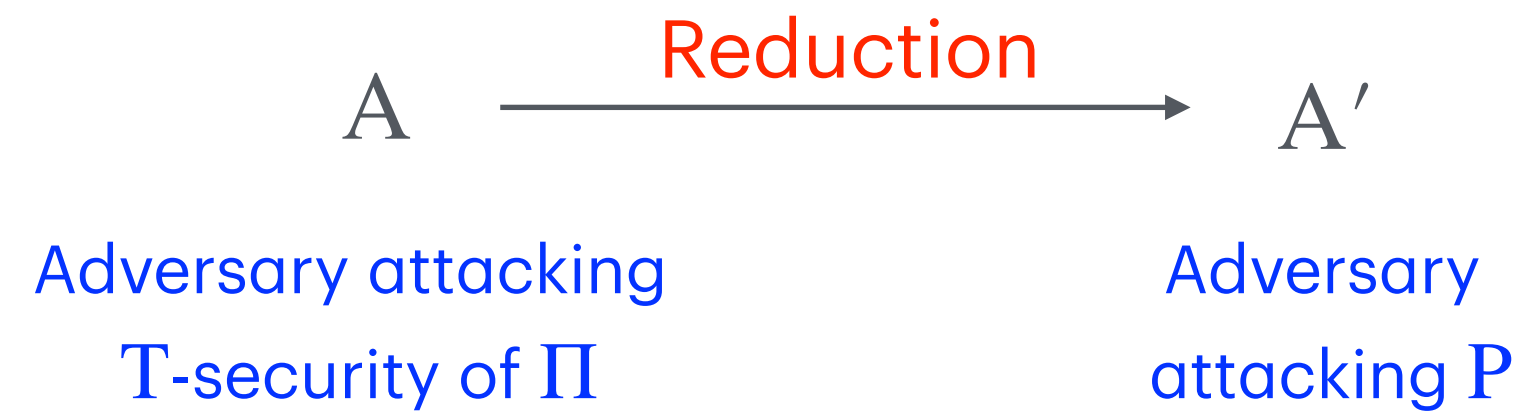 Reduction
A A′
Adversary attacking Adversary
T-security of Π attacking P